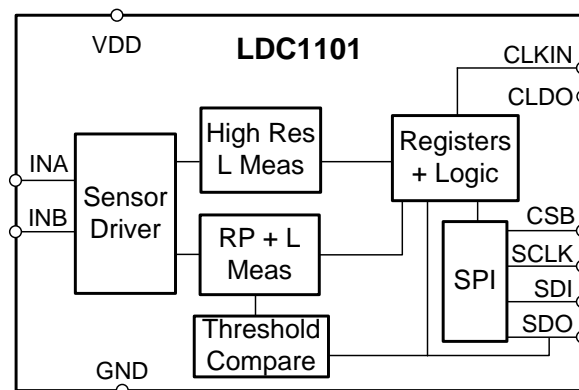 VDD
LDC1101
CLKIN
CLDO
High Res
L Meas
Registers
+ Logic
INA
INB
Sensor
Driver
RP + L
Meas
CSB
SCLK
SPI
SDI
SDO
Threshold
Compare
GND